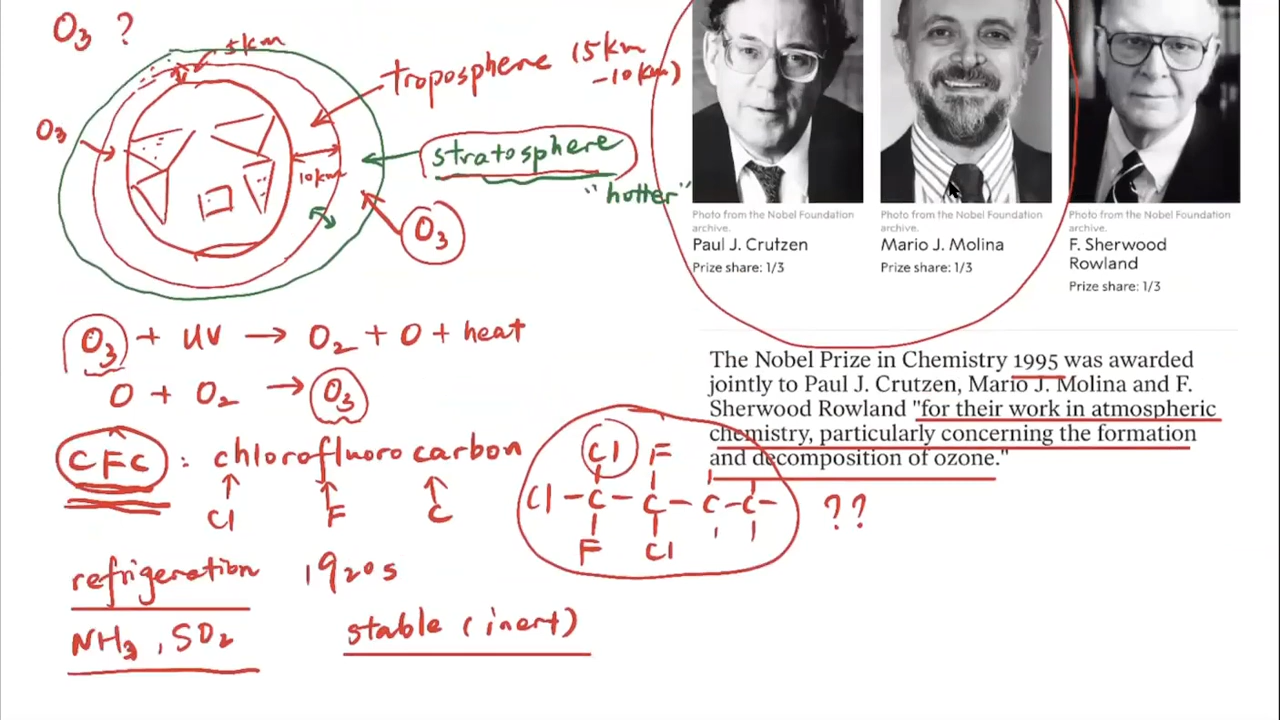 O₃ ?
5km
troposphere (5km
-10km)
O₃
stratosphere
10km
"hotter"
O₃
Photo from the Nobel Foundation
archive.
Paul J. Crutzen
Prize share: 1/3
Photo from the Nobel Foundation
archive.
Mario J. Molina
Prize share: 1/3
Photo from the Nobel Foundation
archive.
F. Sherwood
Rowland
Prize share: 1/3
O₃ + UV → O₂ + O + heat
O + O₂ → O₃
The Nobel Prize in Chemistry 1995 was awarded
jointly to Paul J. Crutzen, Mario J. Molina and F.
Sherwood Rowland "for their work in atmospheric
chemistry, particularly concerning the formation
and decomposition of ozone."
CFC : chlorofluorocarbon
Cl F C
Cl F
Cl-C-C-C-C-
F Cl
??
refrigeration 1920s
NH₃, SO₂
stable (inert)